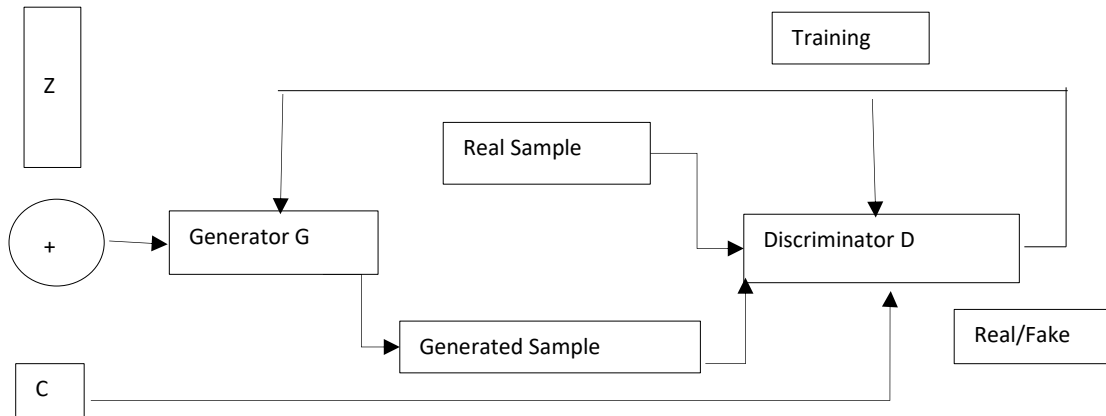 Training
Z
Real Sample
Generator G
Discriminator D
+
Generated Sample
Real/Fake
C